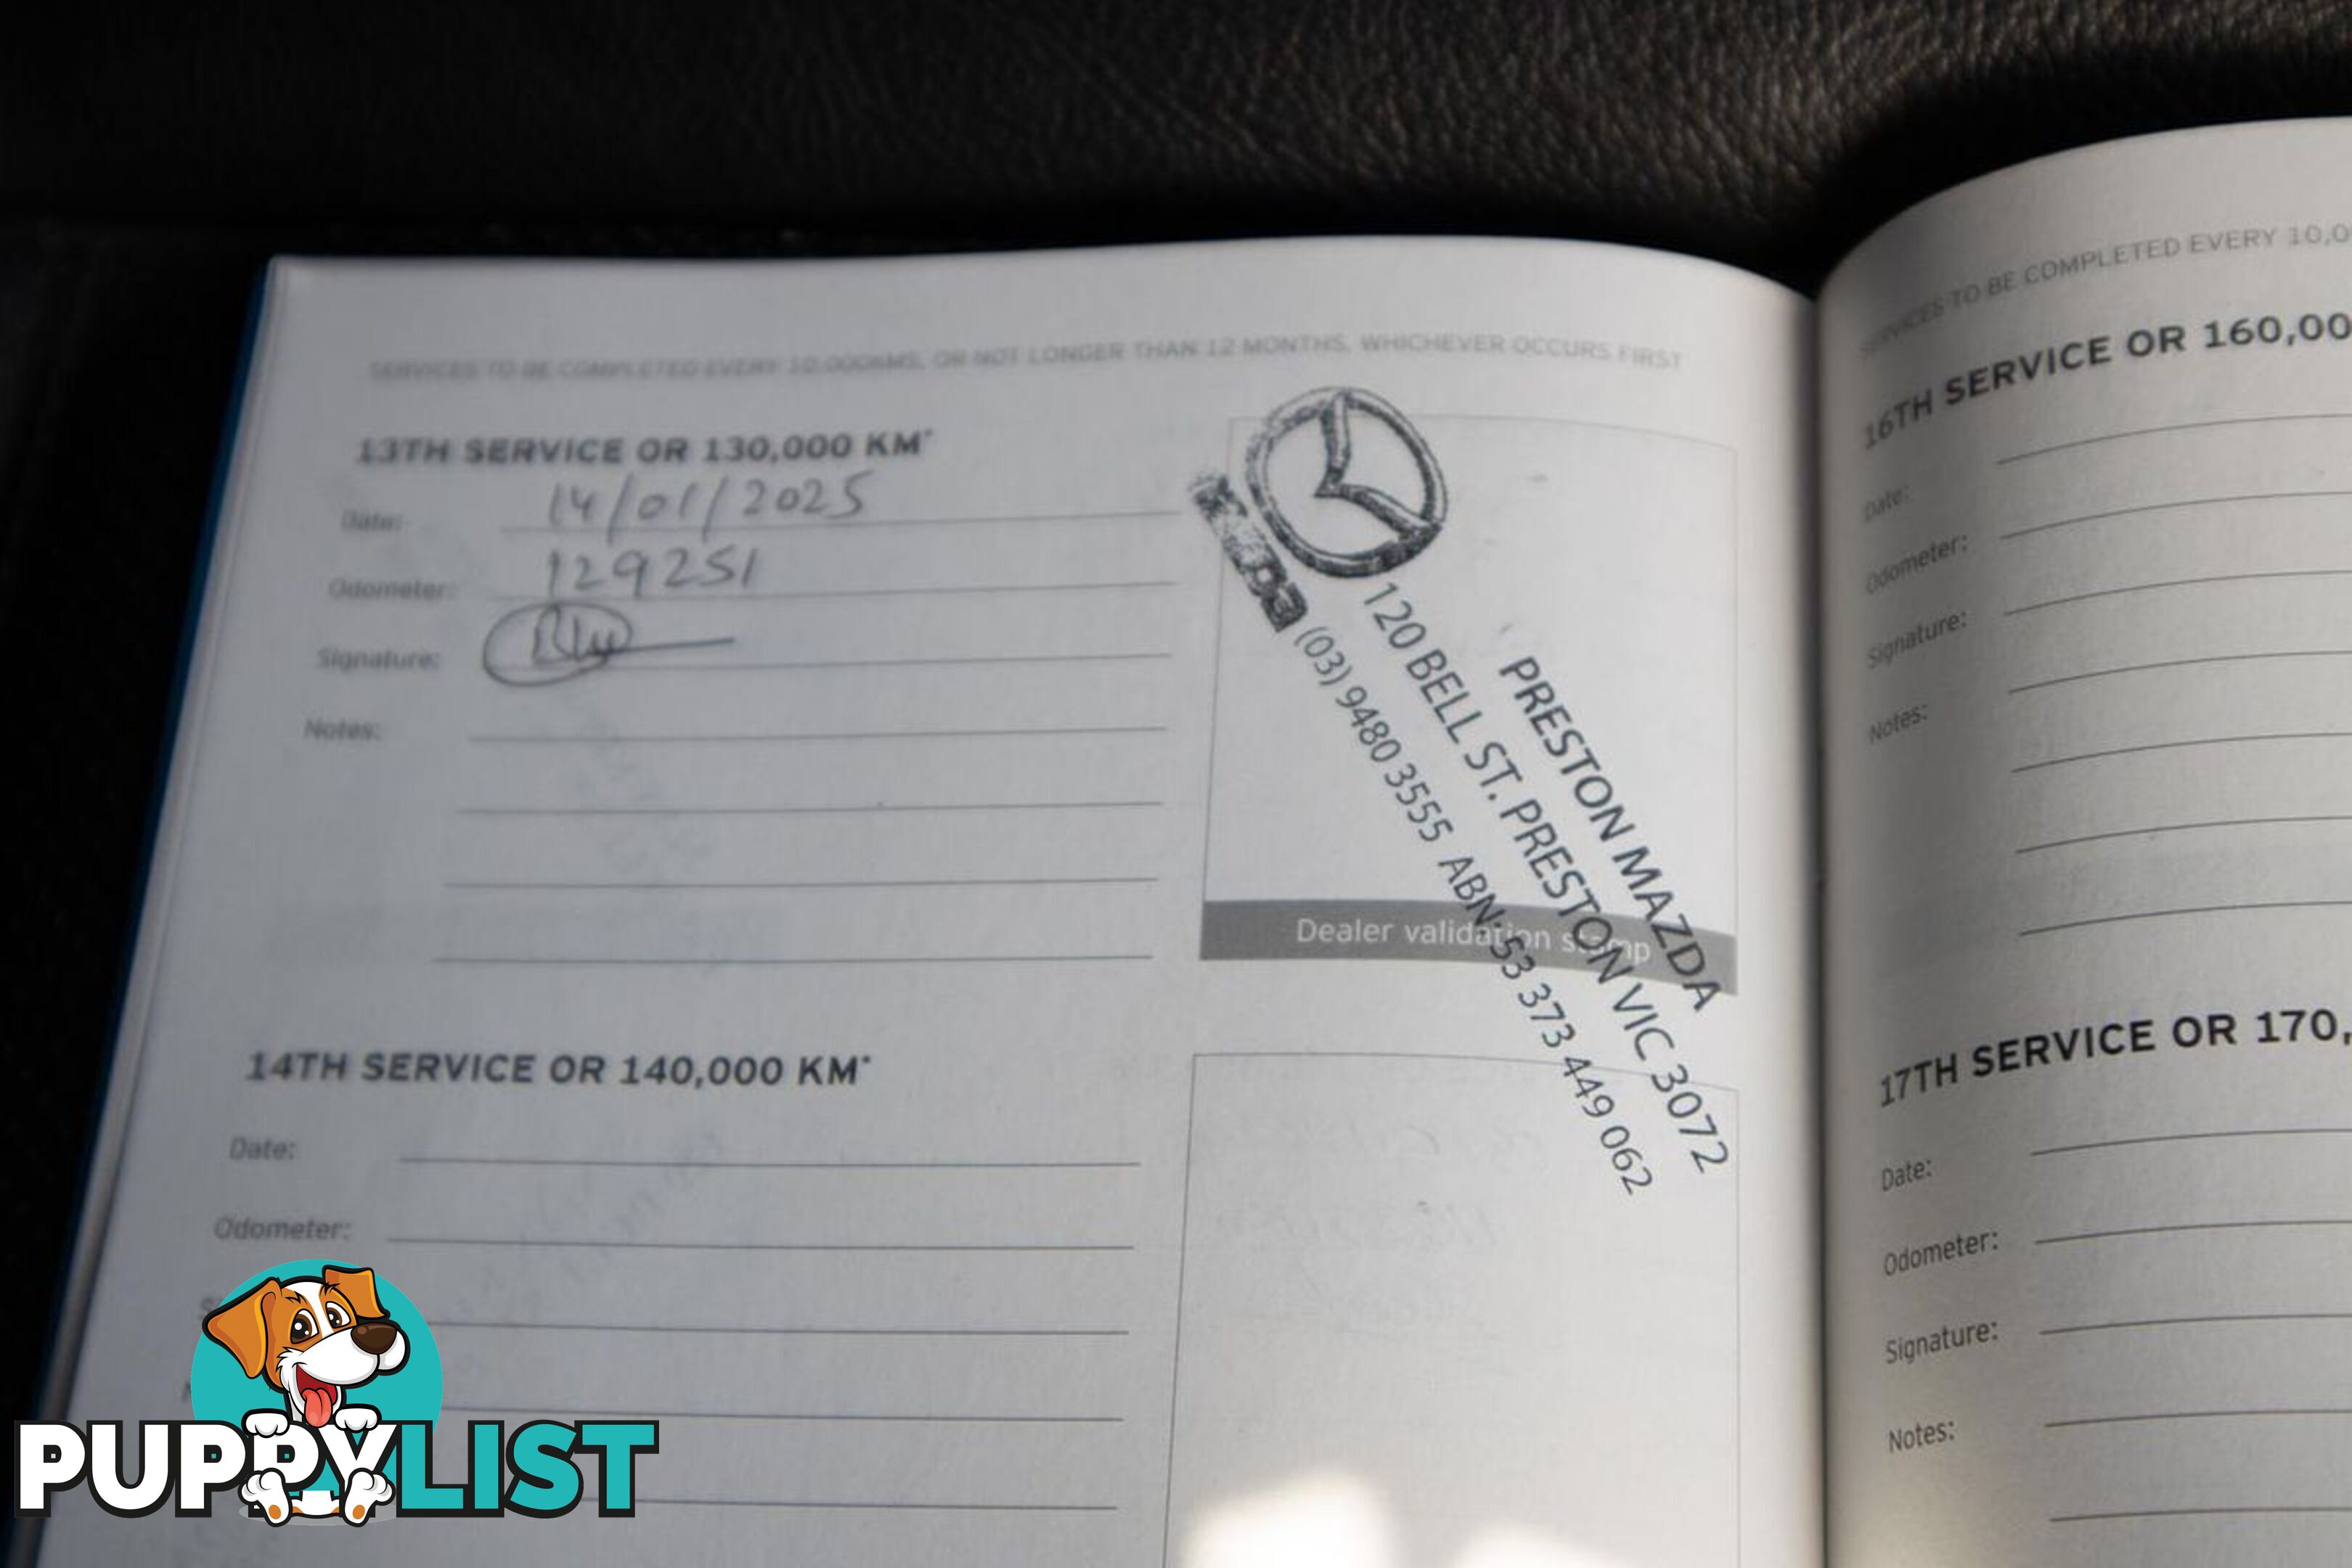 SERVICES TO BE COMPLETED EVERY 10,000KMS, OR NOT LONGER THAN 12 MONTHS, WHICHEVER OCCURS FIRST
13TH SERVICE OR 130,000 KM*
Date: 14/01/2025
Odometer: 129251
Signature:
Notes:
PRESTON MAZDA
120 BELL ST. PRESTON VIC 3072
(03) 9480 3555 ABN: 53 373 449 062
Dealer validation stamp
14TH SERVICE OR 140,000 KM*
Date:
Odometer:
SERVICES TO BE COMPLETED EVERY 10,0
16TH SERVICE OR 160,00
Date:
Odometer:
Signature:
Notes:
17TH SERVICE OR 170,
Date:
Odometer:
Signature:
Notes:
PUPPYLIST